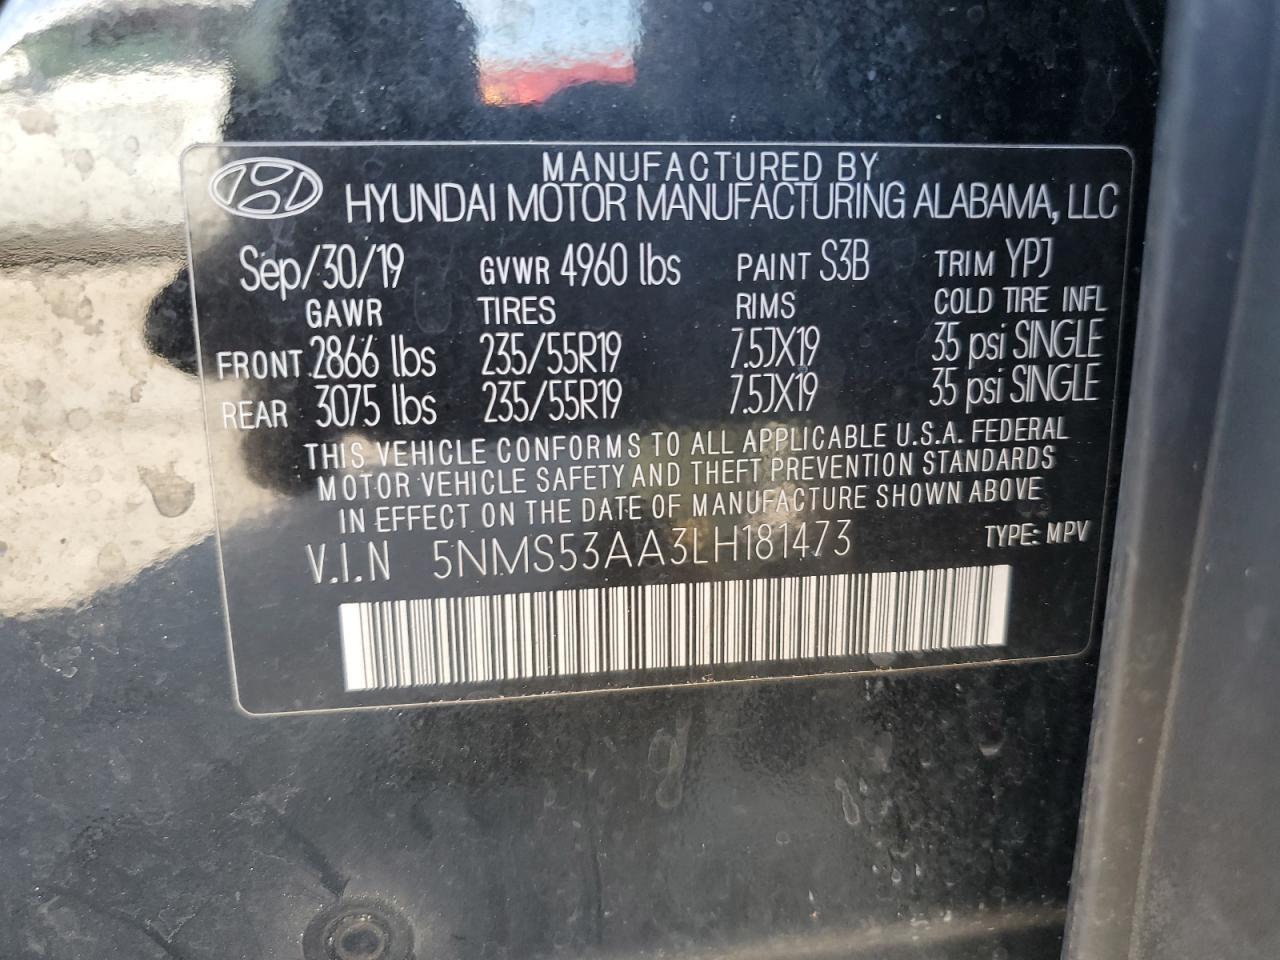 MANUFACTURED BY
HYUNDAI MOTOR MANUFACTURING ALABAMA, LLC
Sep/30/19 GVWR 4960 lbs PAINT S3B TRIM YPJ
GAWR TIRES RIMS COLD TIRE INFL
FRONT 2866 lbs 235/55R19 7.5JX19 35 psi SINGLE
REAR 3075 lbs 235/55R19 7.5JX19 35 psi SINGLE
THIS VEHICLE CONFORMS TO ALL APPLICABLE U.S.A. FEDERAL
MOTOR VEHICLE SAFETY AND THEFT PREVENTION STANDARDS
IN EFFECT ON THE DATE OF MANUFACTURE SHOWN ABOVE
V.I.N 5NMS53AA3LH181473 TYPE: MPV